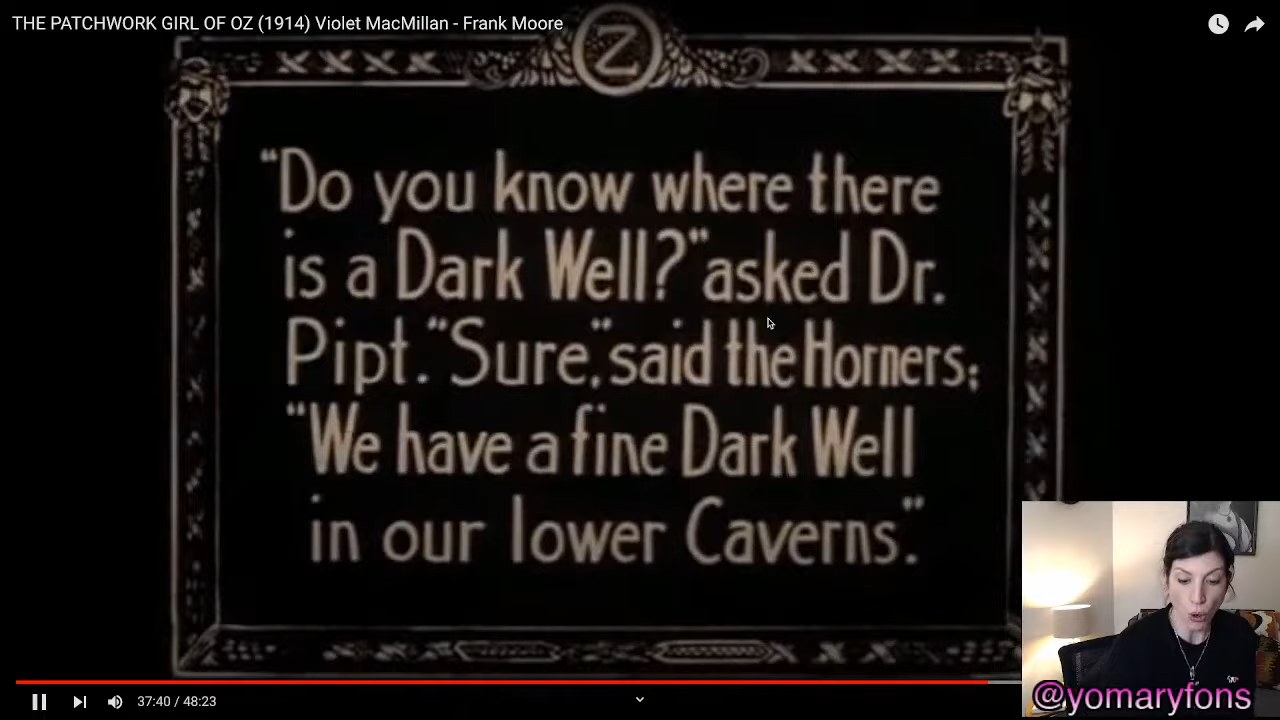 THE PATCHWORK GIRL OF OZ (1914) Violet MacMillan - Frank Moore
OZ
“Do you know where there
is a Dark Well?” asked Dr.
Pipt. “Sure,” said the Horners;
“We have a fine Dark Well
in our lower Caverns.”
37:40 / 48:23
@yomaryfons